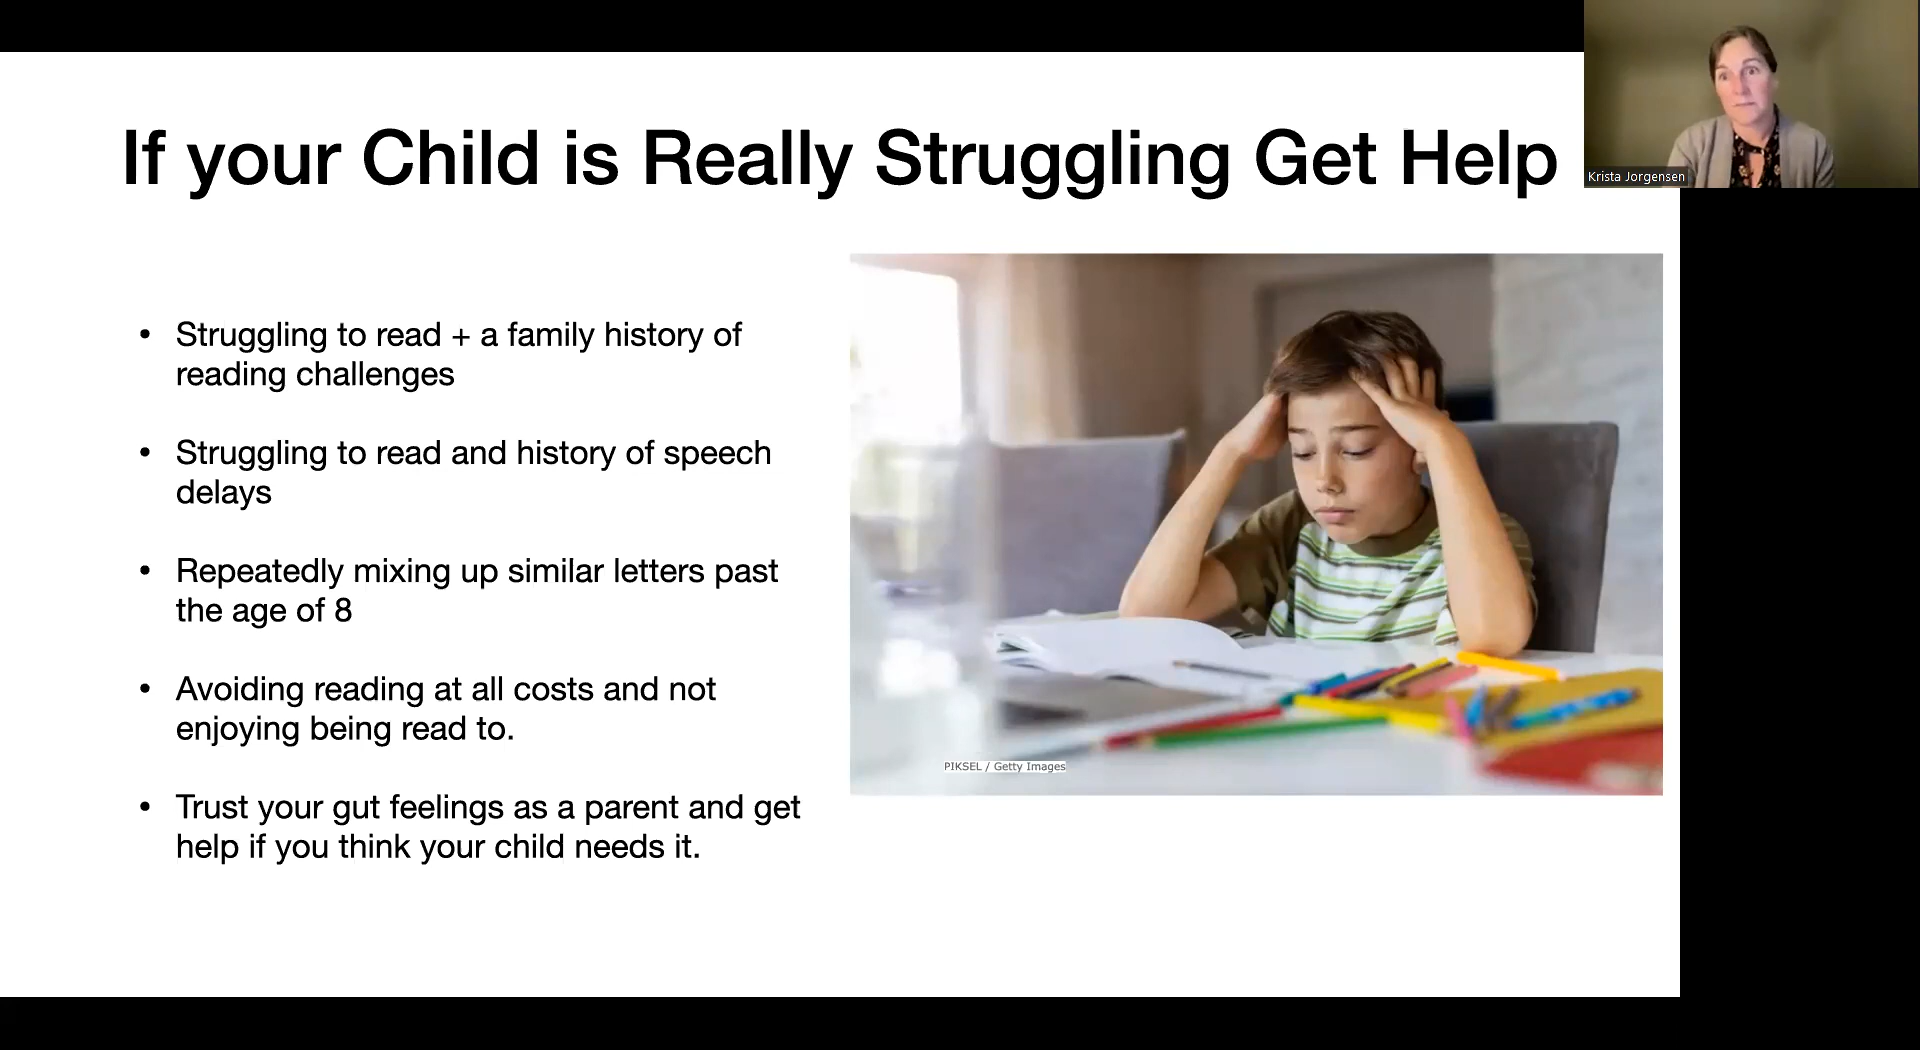 If your Child is Really Struggling Get Help
Krista Jorgensen
• Struggling to read + a family history of
reading challenges
• Struggling to read and history of speech
delays
• Repeatedly mixing up similar letters past
the age of 8
• Avoiding reading at all costs and not
enjoying being read to.
• Trust your gut feelings as a parent and get
help if you think your child needs it.
PIKSEL / Getty Images